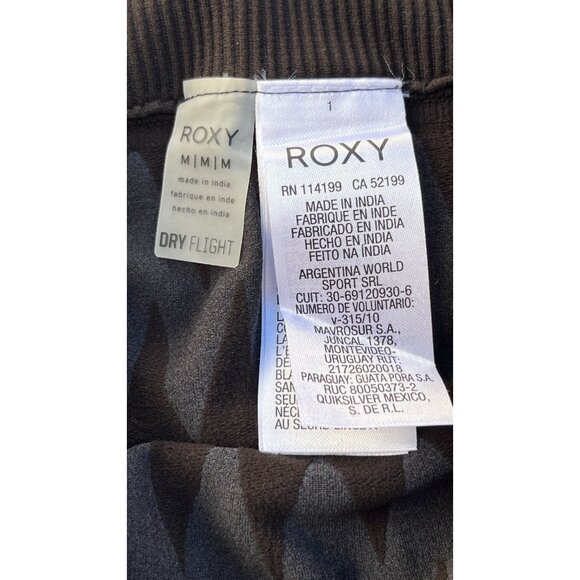 ROXY
M|M|M
made in india
fabrique en inde
hecho en india
DRY FLIGHT
1
ROXY
RN 114199 CA 52199
MADE IN INDIA
FABRIQUE EN INDE
FABRICADO EN INDIA
HECHO EN INDIA
FEITO NA ÍNDIA
ARGENTINA WORLD
SPORT SRL
CUIT: 30-69120930-6
NUMERO DE VOLUNTARIO:
v-315/10
MAVROSUR S.A.,
JUNCAL 1378,
MONTEVIDEO-
URUGUAY RUT:
21726020018
PARAGUAY: GUATA PORA S.A.
RUC 80050373-2
QUIKSILVER MEXICO,
S. DE R.L.